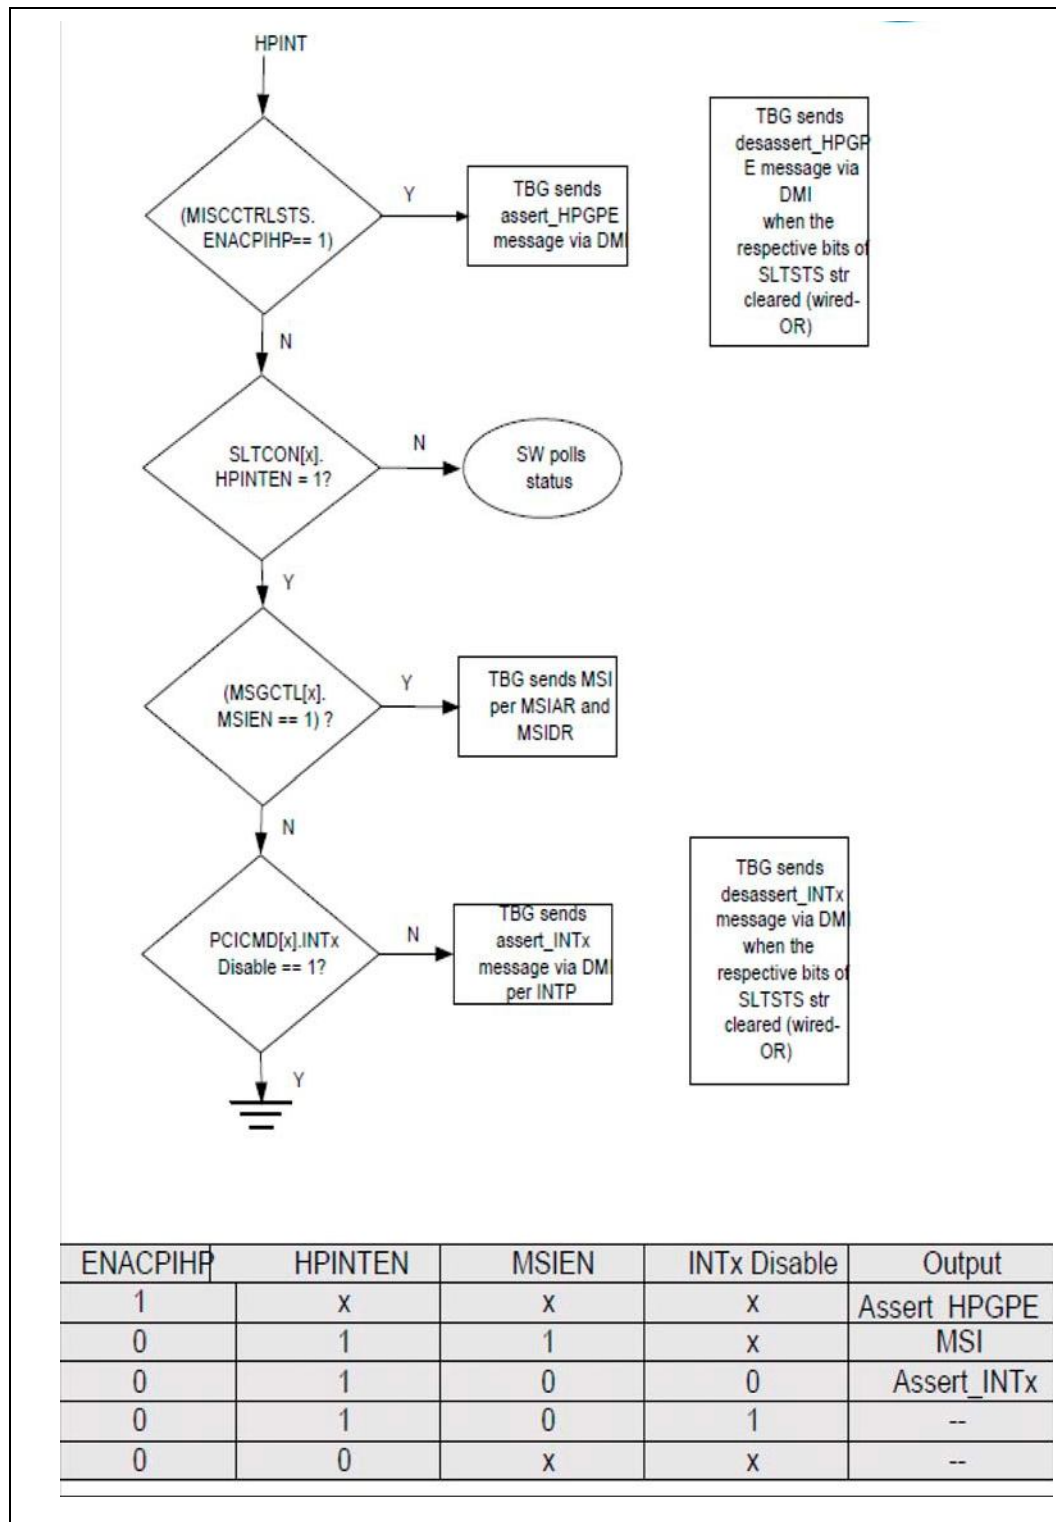 HPINT
(MISCCTRLSTS.
ENACPIHP== 1)
Y
TBG sends
assert_HPGPE
message via DMI
TBG sends
desassert_HPGP
E message via
DMI
when the
respective bits of
SLTSTS str
cleared (wired-
OR)
N
SLTCON[x].
HPINTEN = 1?
N
SW polls
status
Y
(MSGCTL[x].
MSIEN == 1) ?
Y
TBG sends MSI
per MSIAR and
MSIDR
N
PCICMD[x].INTx
Disable == 1?
N
TBG sends
assert_INTx
message via DMI
per INTP
TBG sends
desassert_INTx
message via DMI
when the
respective bits of
SLTSTS str
cleared (wired-
OR)
Y
ENACPIHP HPINTEN MSIEN INTx Disable Output
1 x x x Assert_HPGPE
0 1 1 x MSI
0 1 0 0 Assert_INTx
0 1 0 1 --
0 0 x x --